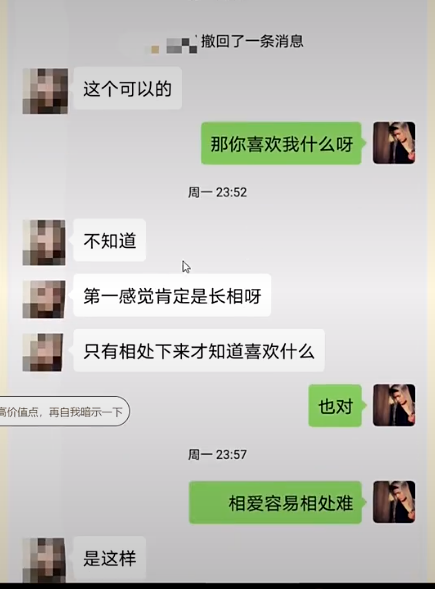 撤回了一条消息
这个可以的
那你喜欢我什么呀
周一 23:52
不知道
第一感觉肯定是长相呀
只有相处下来才知道喜欢什么
高价值点，再自我暗示一下
也对
周一 23:57
相爱容易相处难
是这样